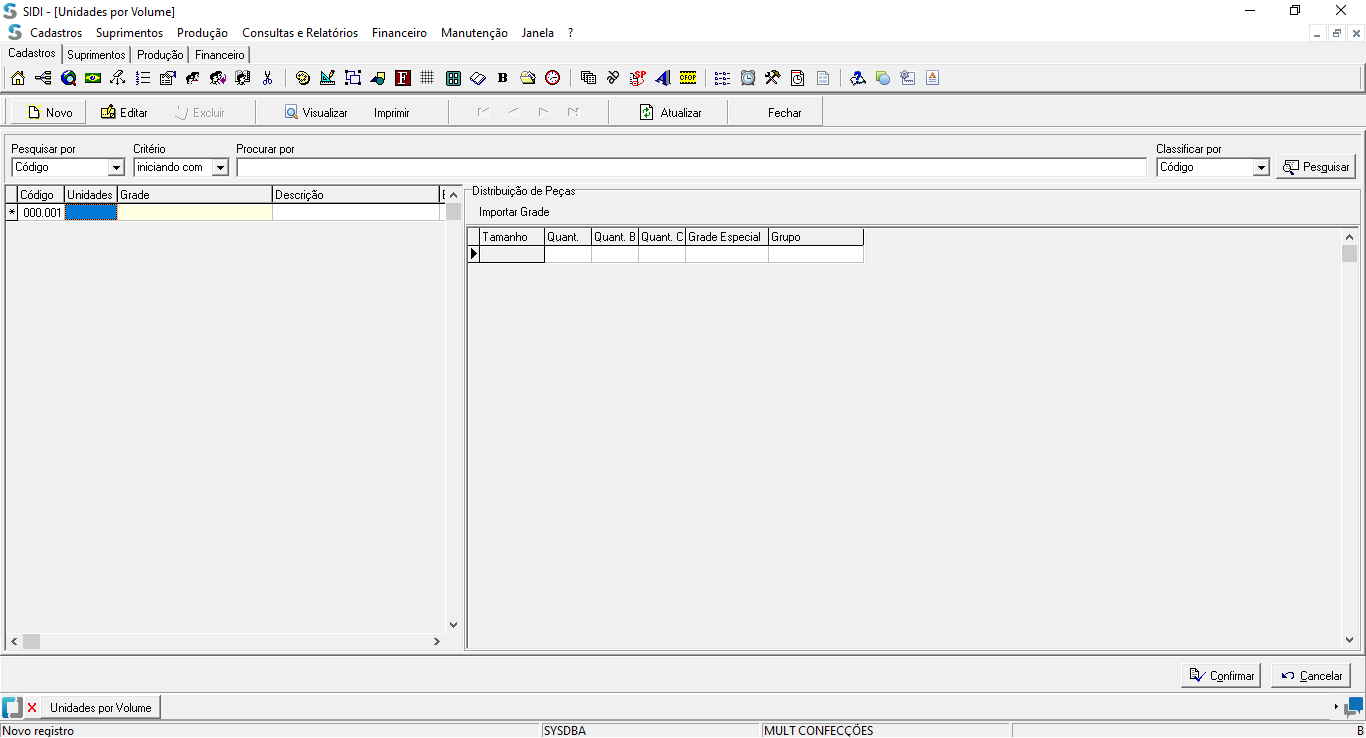 SIDI - [Unidades por Volume]
Cadastros Suprimentos Produção Consultas e Relatórios Financeiro Manutenção Janela ?
Cadastros Suprimentos Produção Financeiro
F B SP CFOP A
Novo Editar Excluir Visualizar Imprimir Atualizar Fechar
Pesquisar por Critério Procurar por Classificar por
Código iniciando com Código Pesquisar
Código Unidades Grade Descrição
* 000.001
Distribuição de Peças
Importar Grade
Tamanho Quant. Quant. B Quant. C Grade Especial Grupo
Confirmar Cancelar
Unidades por Volume
Novo registro SYSDBA MULT CONFECÇÕES B